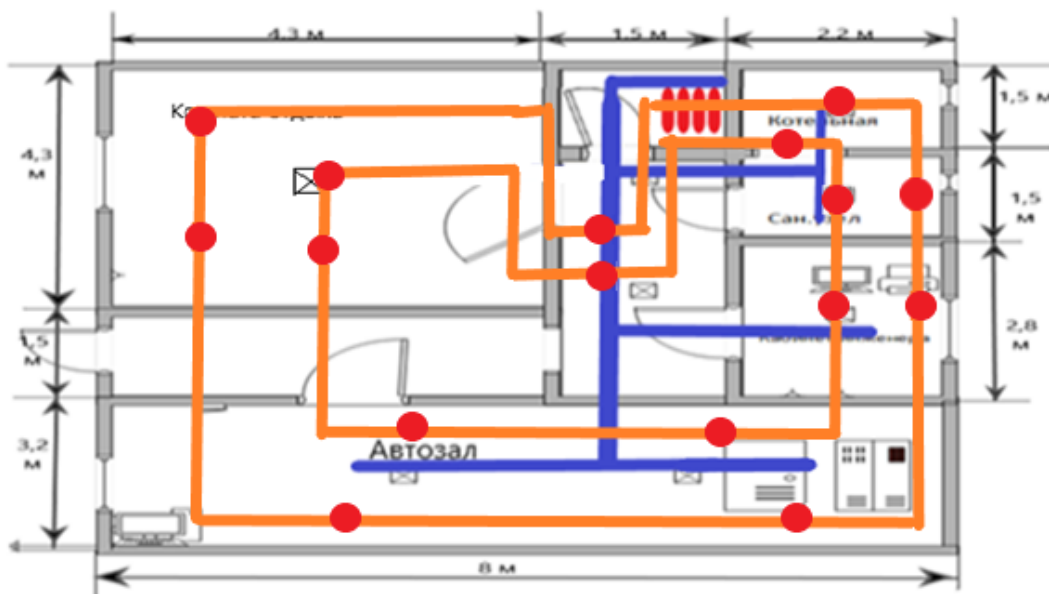 4,3 м
1,5 м
2,2 м
1,5 м
Котельная
4,3
м
1,5
м
Сан.узел
1,5
м
2,8
м
3,2
м
Автозал
8 м